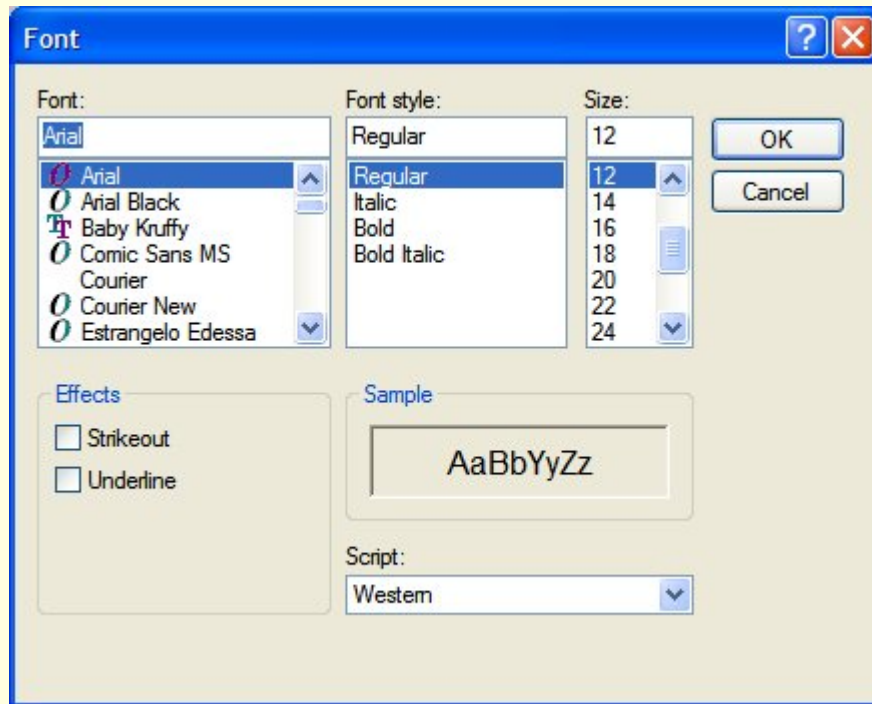 Font
Font:
Arial
Arial
Arial Black
Baby Kruffy
Comic Sans MS
Courier
Courier New
Estrangelo Edessa
Font style:
Regular
Regular
Italic
Bold
Bold Italic
Size:
12
12
14
16
18
20
22
24
OK
Cancel
Effects
Strikeout
Underline
Sample
AaBbYyZz
Script:
Western